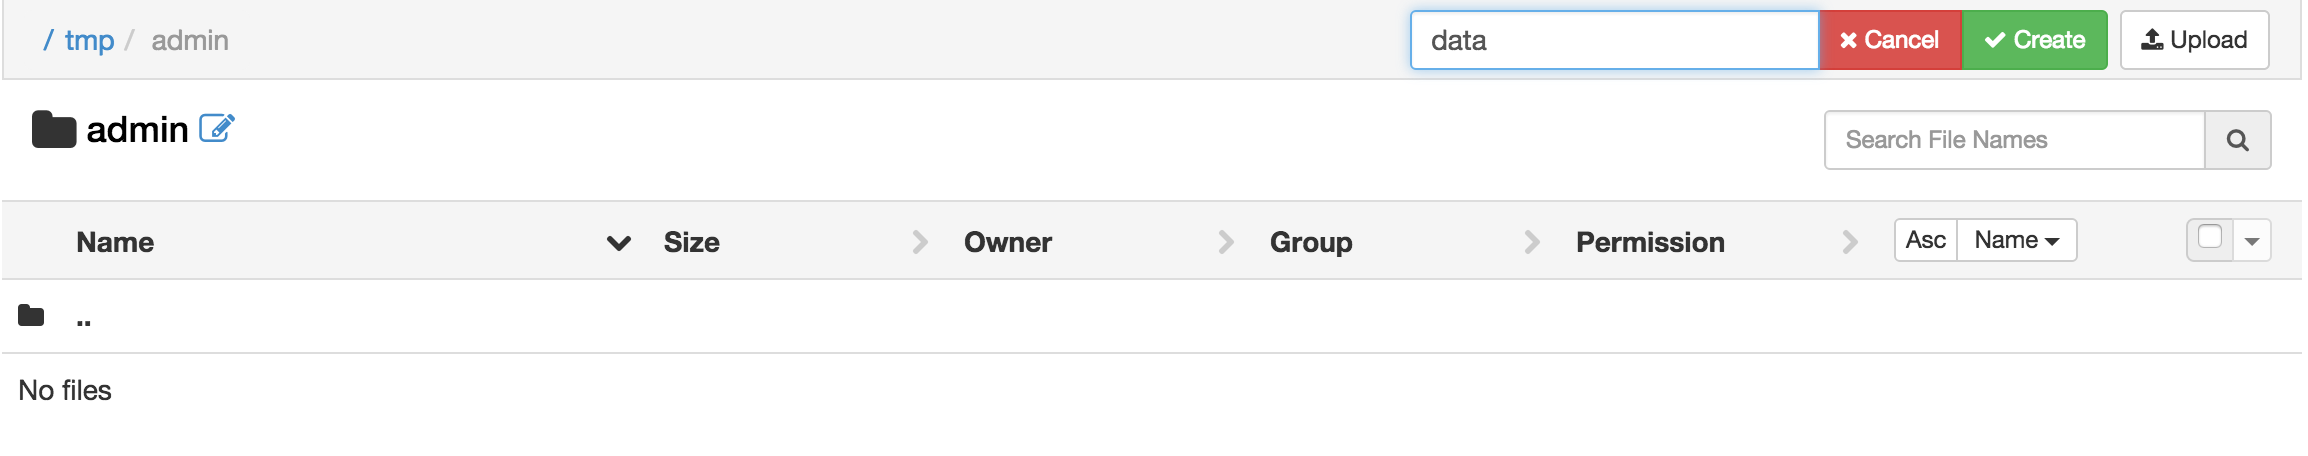 / tmp / admin data Cancel Create Upload
admin Search File Names
Name Size Owner Group Permission Asc Name
..
No files